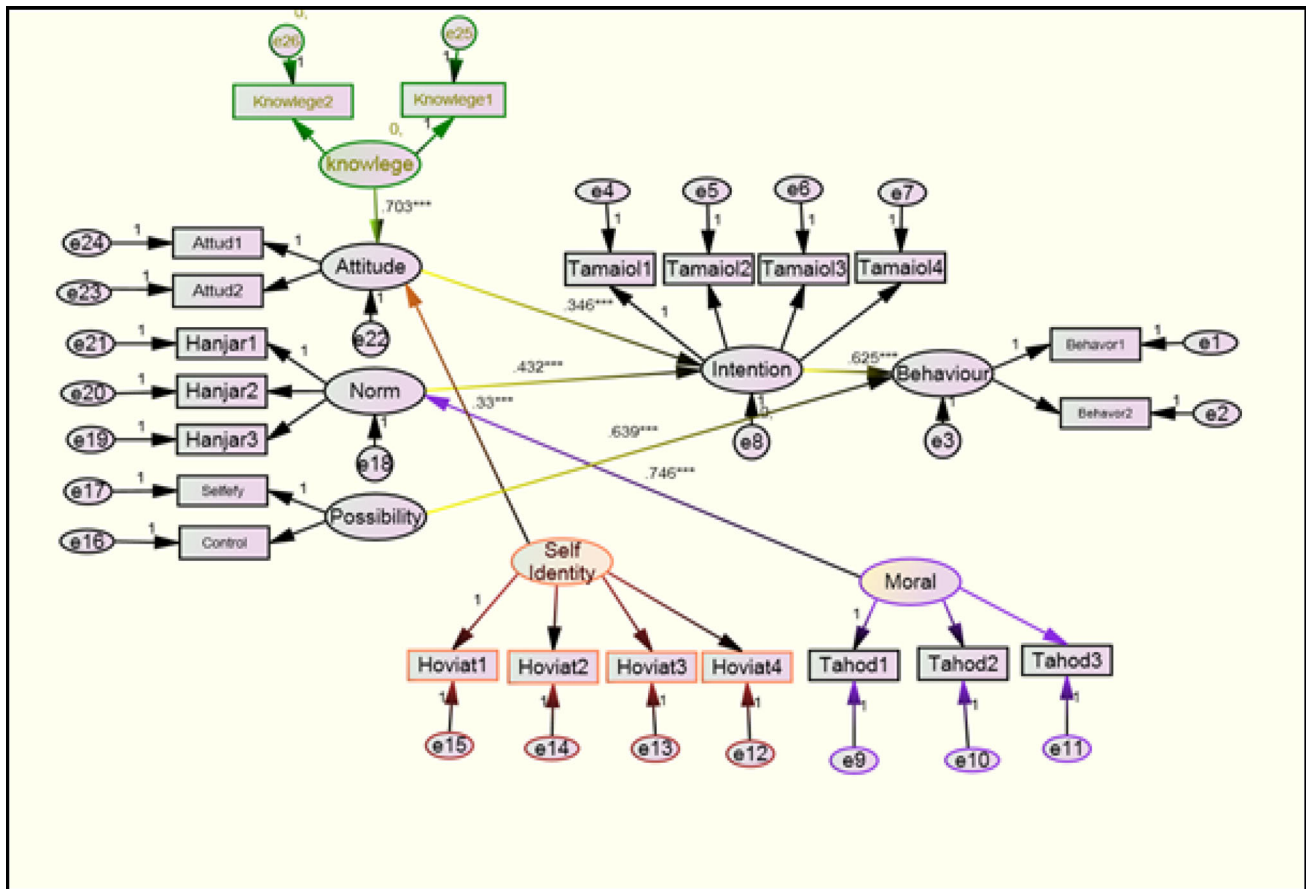 0,
e26
e25
1
1
Knowlege2
Knowlege1
0,
1
knowlege
.703***
e4
e5
e6
e7
1
1
1
1
e24
1
Attud1
1
Attitude
Tamaiol1
Tamaiol2
Tamaiol3
Tamaiol4
e23
1
Attud2
1
.346***
1
e21
1
Hanjar1
e22
1
1
Behavor1
1
e1
1
Intention
.625***
Behaviour
e20
1
Hanjar2
Norm
.432***
.33***
1
0,
1
Behavor2
1
e2
e19
1
Hanjar3
1
.639***
e8
e3
e18
.746***
e17
1
Selfefy
1
Possibility
e16
1
Control
Self
Identity
Moral
1
1
Hoviat1
Hoviat2
Hoviat3
Hoviat4
Tahod1
Tahod2
Tahod3
1
1
1
1
1
1
1
e15
e14
e13
e12
e9
e10
e11